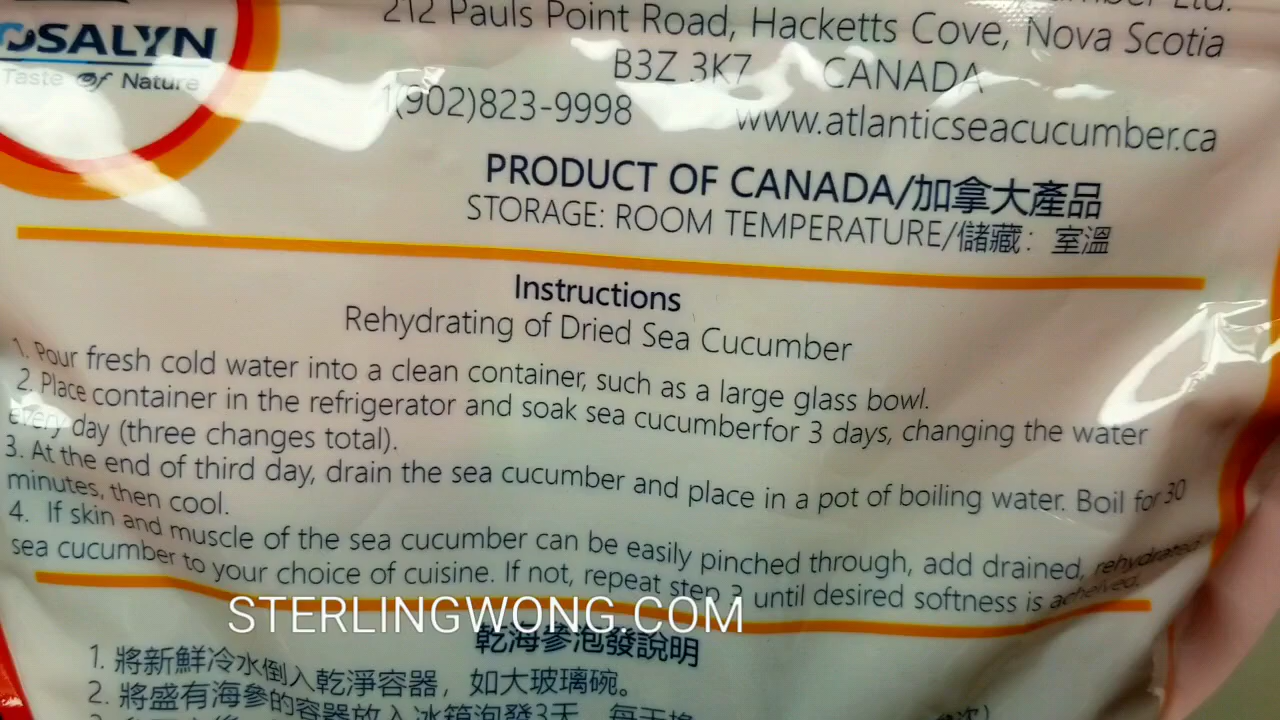 Ltd.
212 Pauls Point Road, Hacketts Cove, Nova Scotia
B3Z 3K7 CANADA
1(902)823-9998 www.atlanticseacucumber.ca
OSALYN
Taste of Nature
PRODUCT OF CANADA/加拿大產品
STORAGE: ROOM TEMPERATURE/儲藏：室溫
Instructions
Rehydrating of Dried Sea Cucumber
1. Pour fresh cold water into a clean container, such as a large glass bowl.
2. Place container in the refrigerator and soak sea cucumberfor 3 days, changing the water
every day (three changes total).
3. At the end of third day, drain the sea cucumber and place in a pot of boiling water. Boil for 30
minutes, then cool.
4. If skin and muscle of the sea cucumber can be easily pinched through, add drained, rehydrated
sea cucumber to your choice of cuisine. If not, repeat step 3 until desired softness is acheived.
STERLINGWONG.COM
乾海參泡發說明
1. 將新鮮冷水倒入乾淨容器，如大玻璃碗。
2. 將盛有海參的容器放入冰箱泡發3天